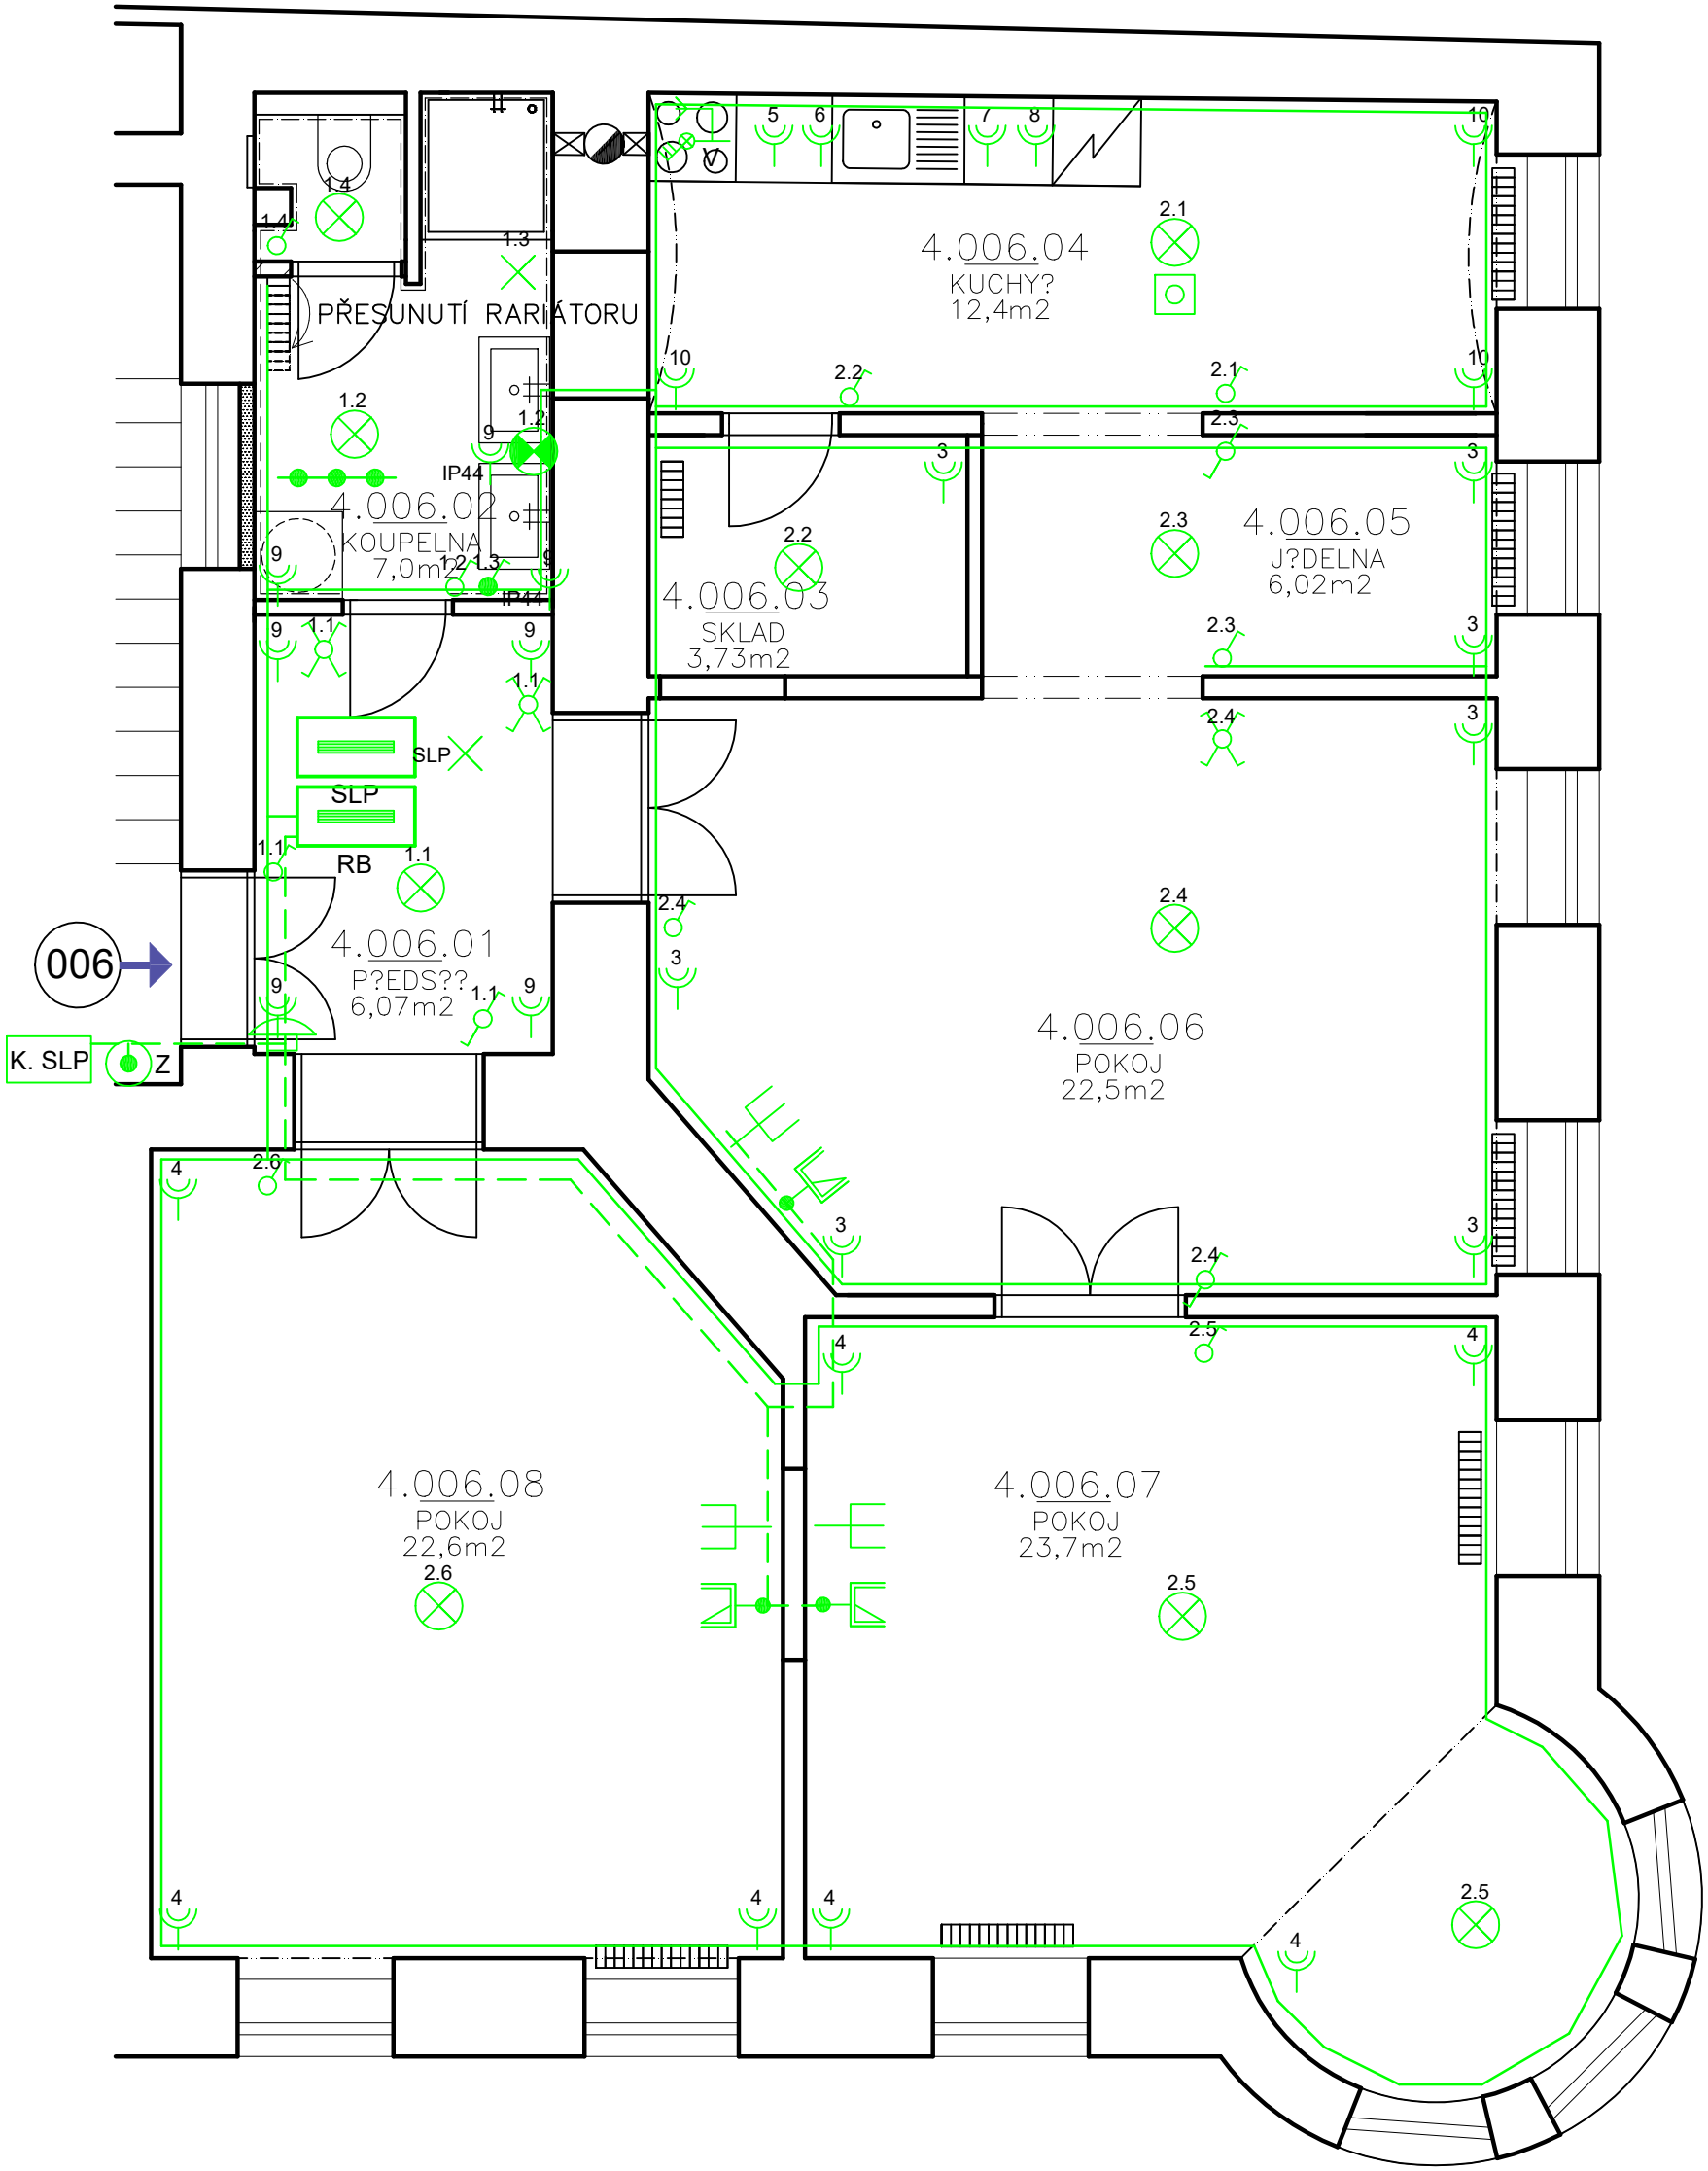 5
6
7
8
10
V
1.4
1.4
1.3
2.1
4.006.04
KUCHY?
12,4m2
PŘESUNUTÍ RARIÁTORU
10
2.2
2.1
10
1.2
1.2
9
IP44
2.3
3
3
4.006.02
KOUPELNA
7,0m2
9
1.2
1.3
9
IP44
2.2
2.3
4.006.05
J?DELNA
6,02m2
4.006.03
SKLAD
3,73m2
9
1.1
9
2.3
3
1.1
2.4
3
SLP
SLP
1.1
RB
1.1
2.4
2.4
006
4.006.01
P?EDS??
6,07m2
3
9
1.1
9
K. SLP
Z
4.006.06
POKOJ
22,5m2
4
2.6
3
2.4
3
4
2.5
4
4.006.08
POKOJ
22,6m2
2.6
4.006.07
POKOJ
23,7m2
2.5
4
4
4
2.5
4